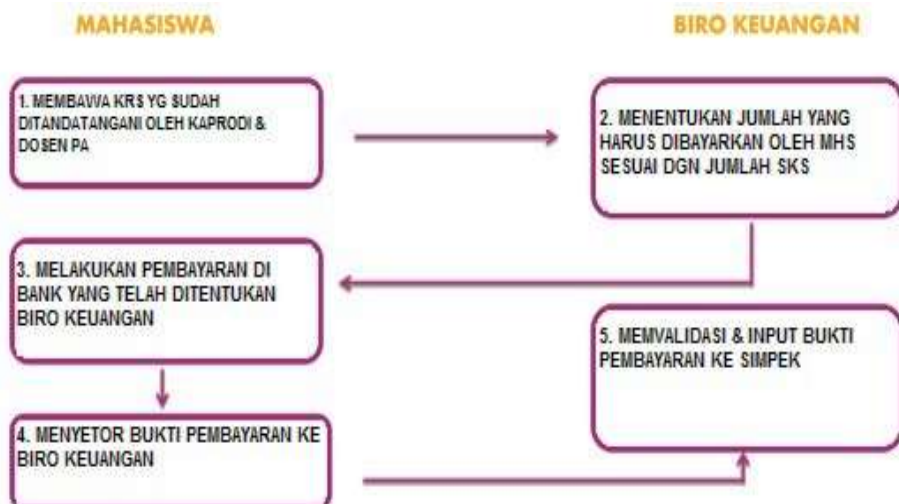 MAHASISWA
BIRO KEUANGAN
1. MEMBAWA KRS YG SUDAH
DITANDATANGANI OLEH KAPRODI &
DOSEN PA
2. MENENTUKAN JUMLAH YANG
HARUS DIBAYARKAN OLEH MHS
SESUAI DGN JUMLAH SKS
3. MELAKUKAN PEMBAYARAN DI
BANK YANG TELAH DITENTUKAN
BIRO KEUANGAN
4. MENYETOR BUKTI PEMBAYARAN KE
BIRO KEUANGAN
5. MEMVALIDASI & INPUT BUKTI
PEMBAYARAN KE SIMPEK